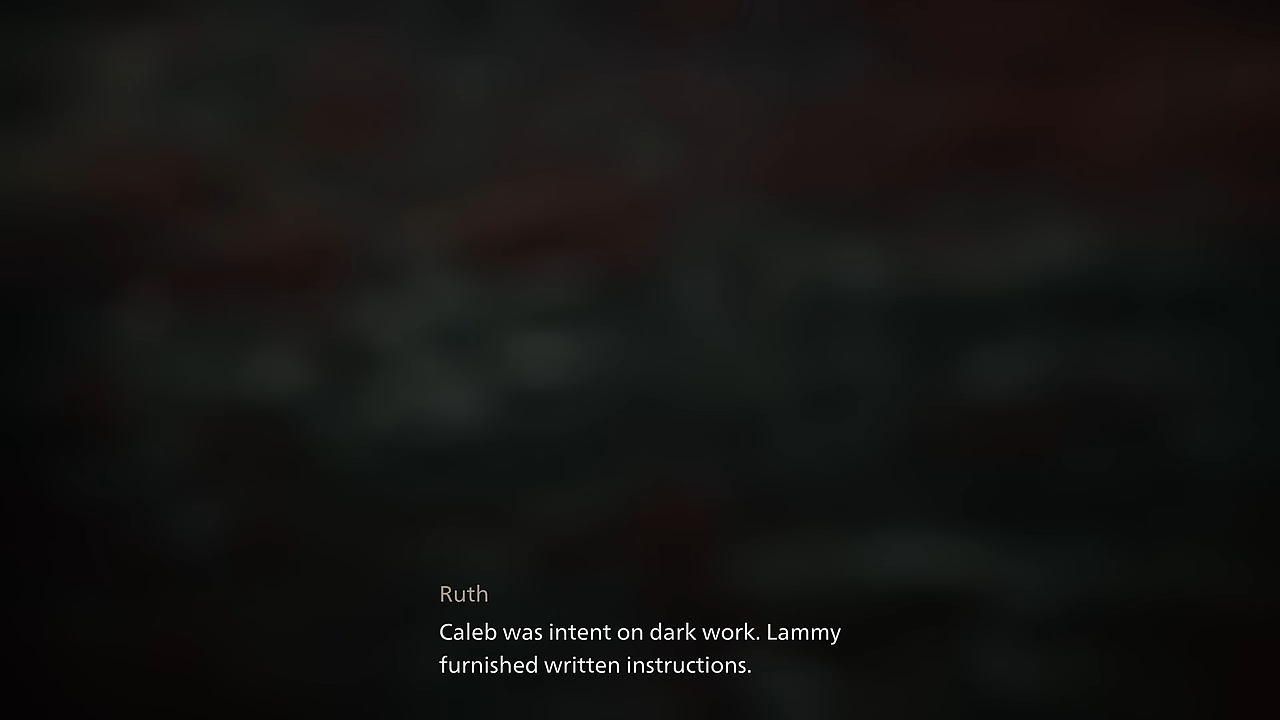 Ruth
Caleb was intent on dark work. Lammy
furnished written instructions.